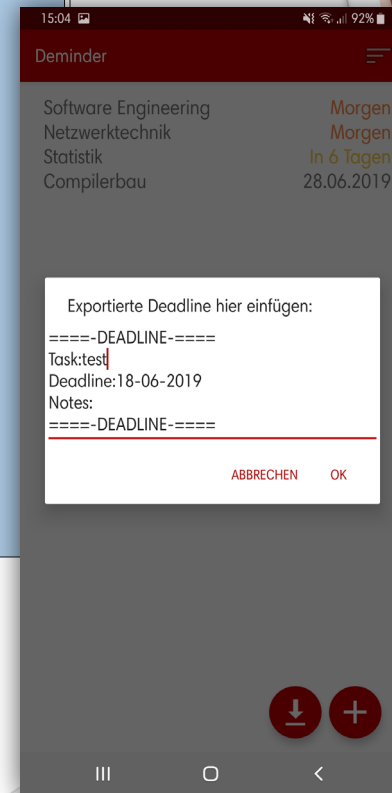 15:04 92%
Deminder
Software Engineering Morgen
Netzwerktechnik Morgen
Statistik In 6 Tagen
Compilerbau 28.06.2019
Exportierte Deadline hier einfügen:
====-DEADLINE-====
Task:test
Deadline:18-06-2019
Notes:
====-DEADLINE-====
ABBRECHEN OK